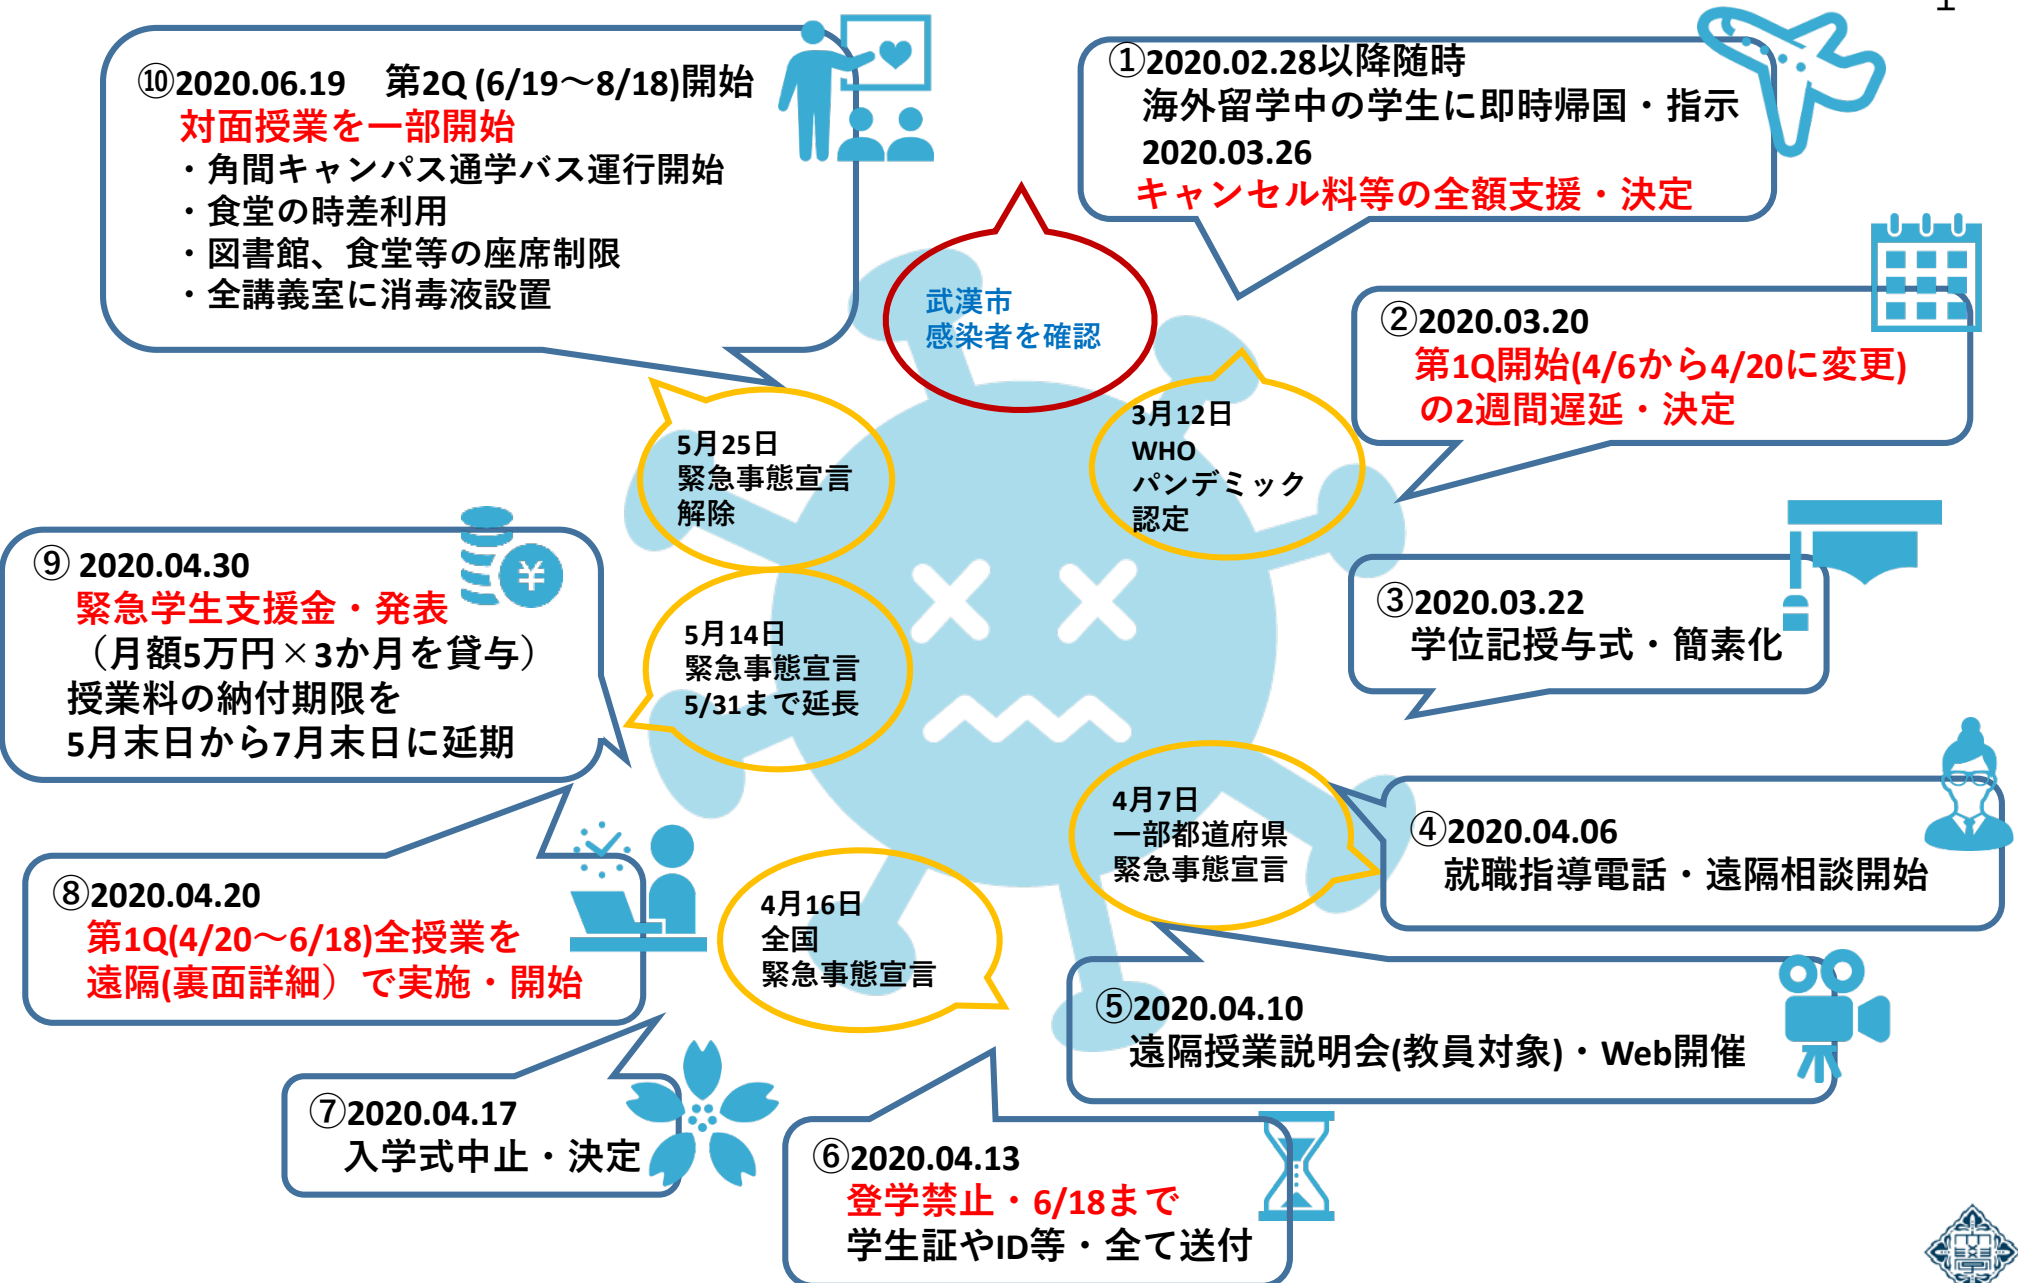 ①2020.02.28以降随時
海外留学中の学生に即時帰国・指示
2020.03.26
キャンセル料等の全額支援・決定
②2020.03.20
第1Q開始(4/6から4/20に変更)
の2週間遅延・決定
③2020.03.22
学位記授与式・簡素化
④2020.04.06
就職指導電話・遠隔相談開始
⑤2020.04.10
遠隔授業説明会(教員対象)・Web開催
⑥2020.04.13
登学禁止・6/18まで
学生証やID等・全て送付
⑦2020.04.17
入学式中止・決定
⑧2020.04.20
第1Q(4/20～6/18)全授業を
遠隔(裏面詳細）で実施・開始
⑨ 2020.04.30
緊急学生支援金・発表
（月額5万円×3か月を貸与）
授業料の納付期限を
5月末日から7月末日に延期
¥
⑩2020.06.19　第2Q (6/19～8/18)開始
対面授業を一部開始
・角間キャンパス通学バス運行開始
・食堂の時差利用
・図書館、食堂等の座席制限
・全講義室に消毒液設置
武漢市
感染者を確認
3月12日
WHO
パンデミック
認定
4月7日
一部都道府県
緊急事態宣言
4月16日
全国
緊急事態宣言
5月14日
緊急事態宣言
5/31まで延長
5月25日
緊急事態宣言
解除